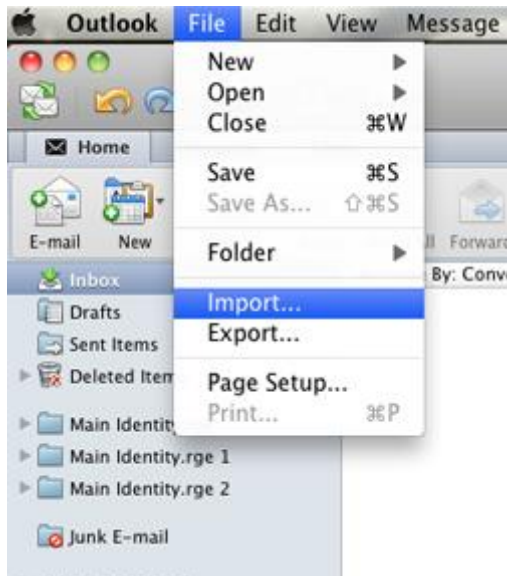 Outlook File Edit View Message
New
Open
Close ⌘W
Home
Save ⌘S
Save As... ⇧⌘S
E-mail New Forward
Folder
By: Conv
Inbox
Import...
Drafts
Export...
Sent Items
Deleted Item
Page Setup...
Print... ⌘P
Main Identity
Main Identity.rge 1
Main Identity.rge 2
Junk E-mail